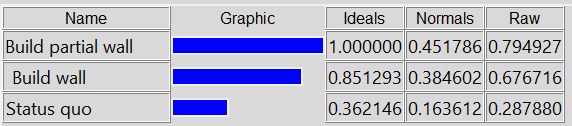 Name Graphic Ideals Normals Raw
Build partial wall 1.000000 0.451786 0.794927
Build wall 0.851293 0.384602 0.676716
Status quo 0.362146 0.163612 0.287880